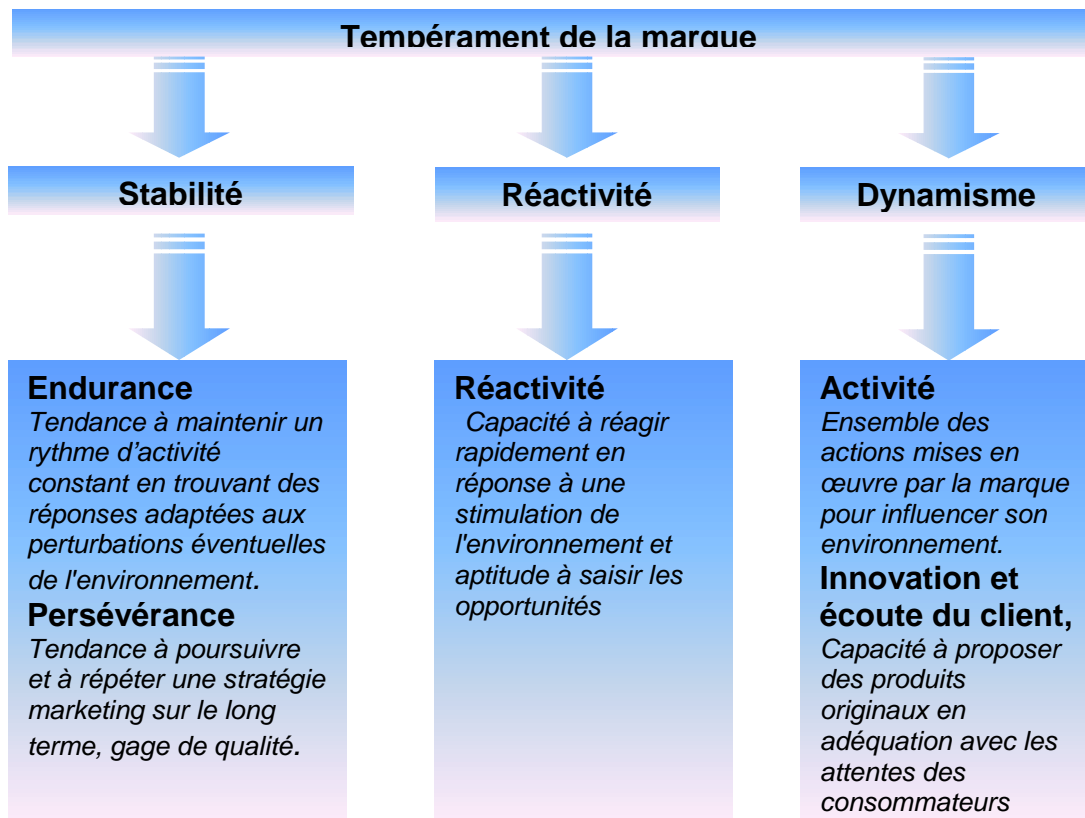 Tempérament de la marque
Stabilité
Réactivité
Dynamisme
Endurance
Tendance à maintenir un
rythme d’activité
constant en trouvant des
réponses adaptées aux
perturbations éventuelles
de l'environnement.
Persévérance
Tendance à poursuivre
et à répéter une stratégie
marketing sur le long
terme, gage de qualité.
Réactivité
Capacité à réagir
rapidement en
réponse à une
stimulation de
l'environnement et
aptitude à saisir les
opportunités
Activité
Ensemble des
actions mises en
œuvre par la marque
pour influencer son
environnement.
Innovation et
écoute du client,
Capacité à proposer
des produits
originaux en
adéquation avec les
attentes des
consommateurs